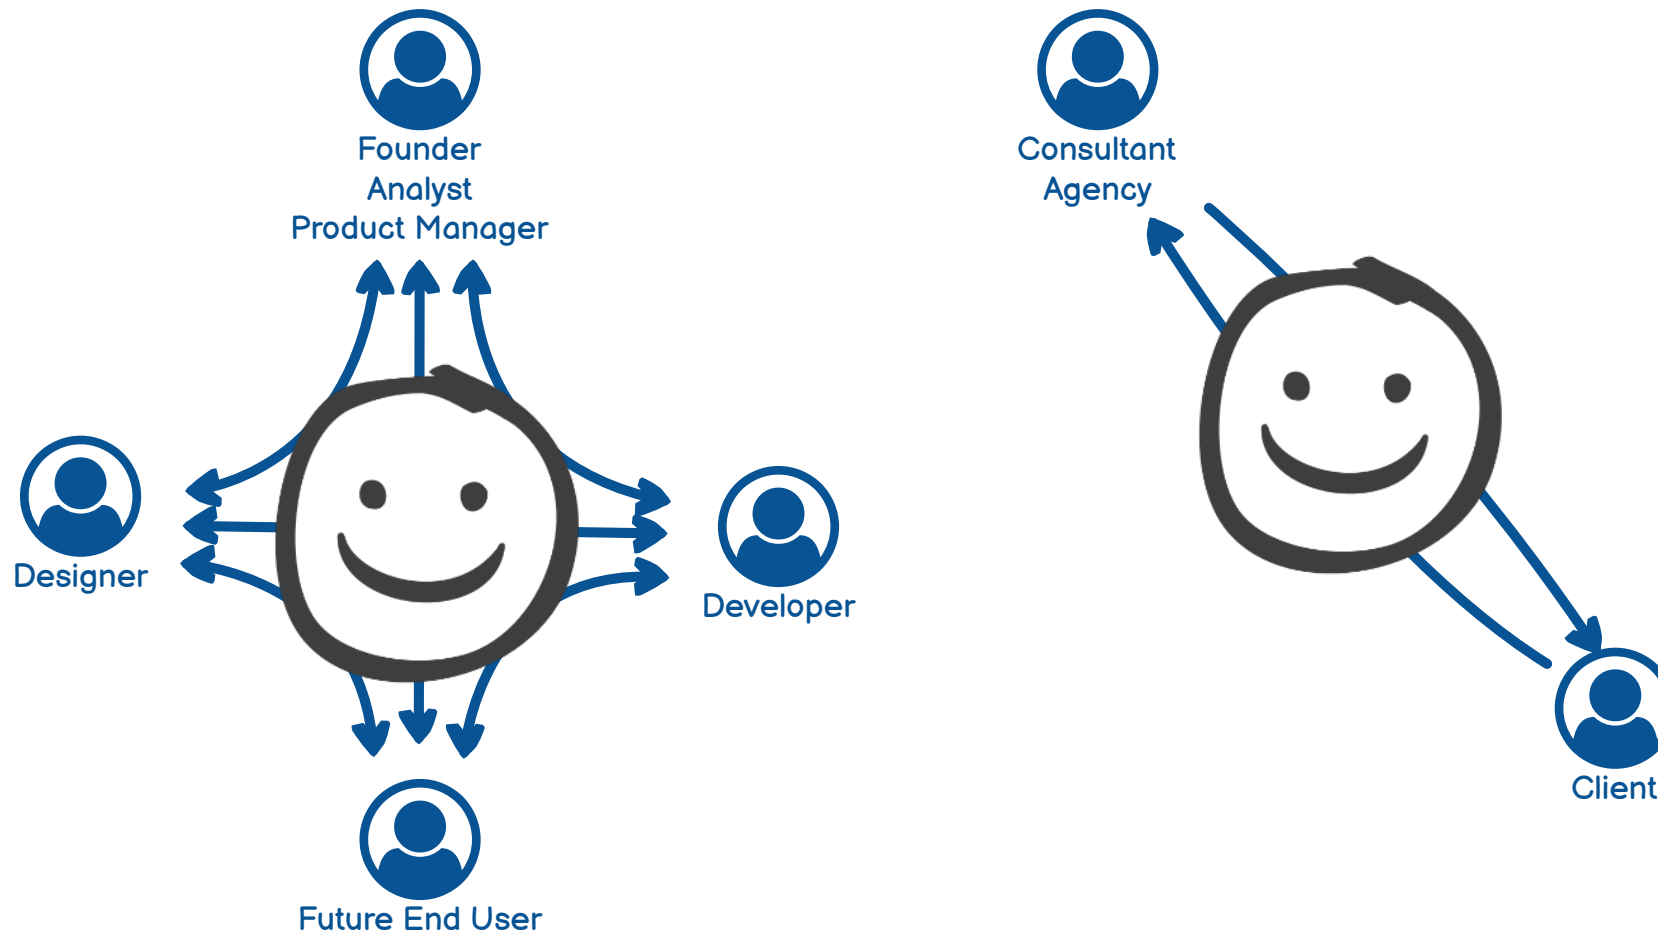 Founder
Analyst
Product Manager
Designer
Developer
Future End User
Consultant
Agency
Client